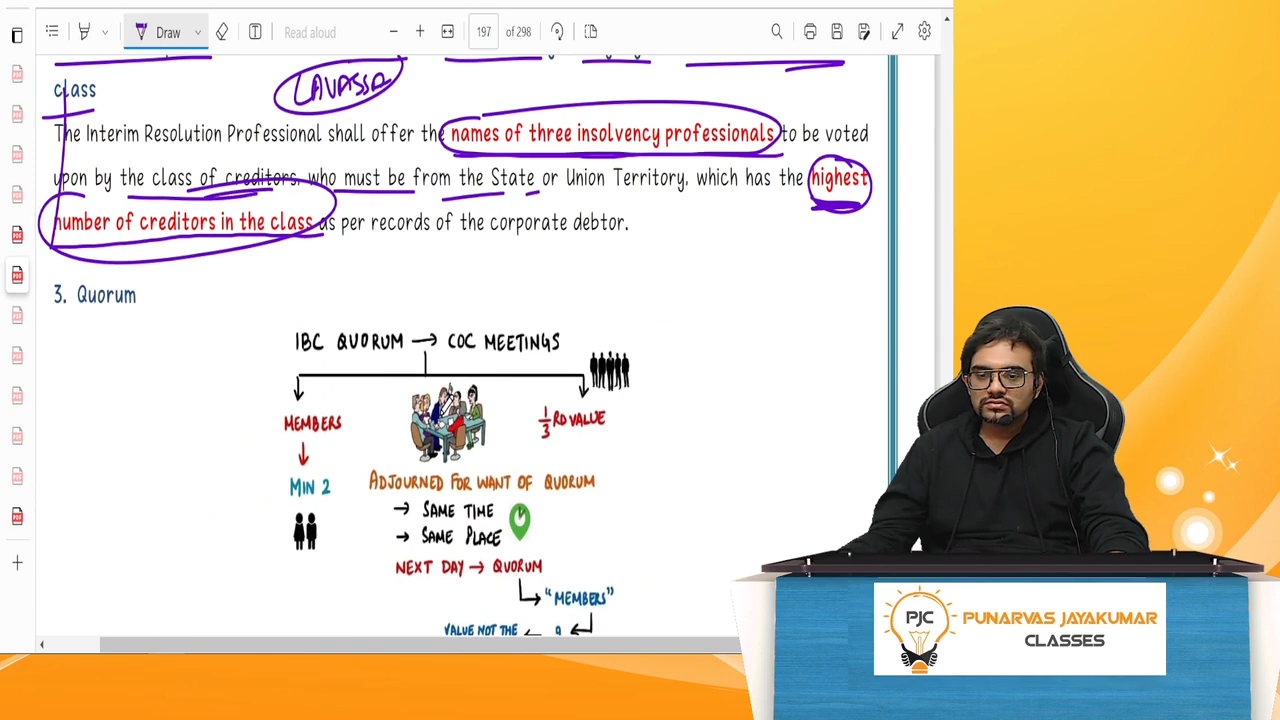 Draw
Read aloud
197
of 298
class
LAVASSA
The Interim Resolution Professional shall offer the names of three insolvency professionals to be voted
upon by the class of creditors, who must be from the State or Union Territory, which has the highest
number of creditors in the class as per records of the corporate debtor.
3. Quorum
IBC QUORUM → COC MEETINGS
MEMBERS
1/3 RD VALUE
MIN 2
ADJOURNED FOR WANT OF QUORUM
→ SAME TIME
→ SAME PLACE
NEXT DAY → QUORUM
"MEMBERS"
VALUE NOT THE
PJC
PUNARVAS JAYAKUMAR
CLASSES